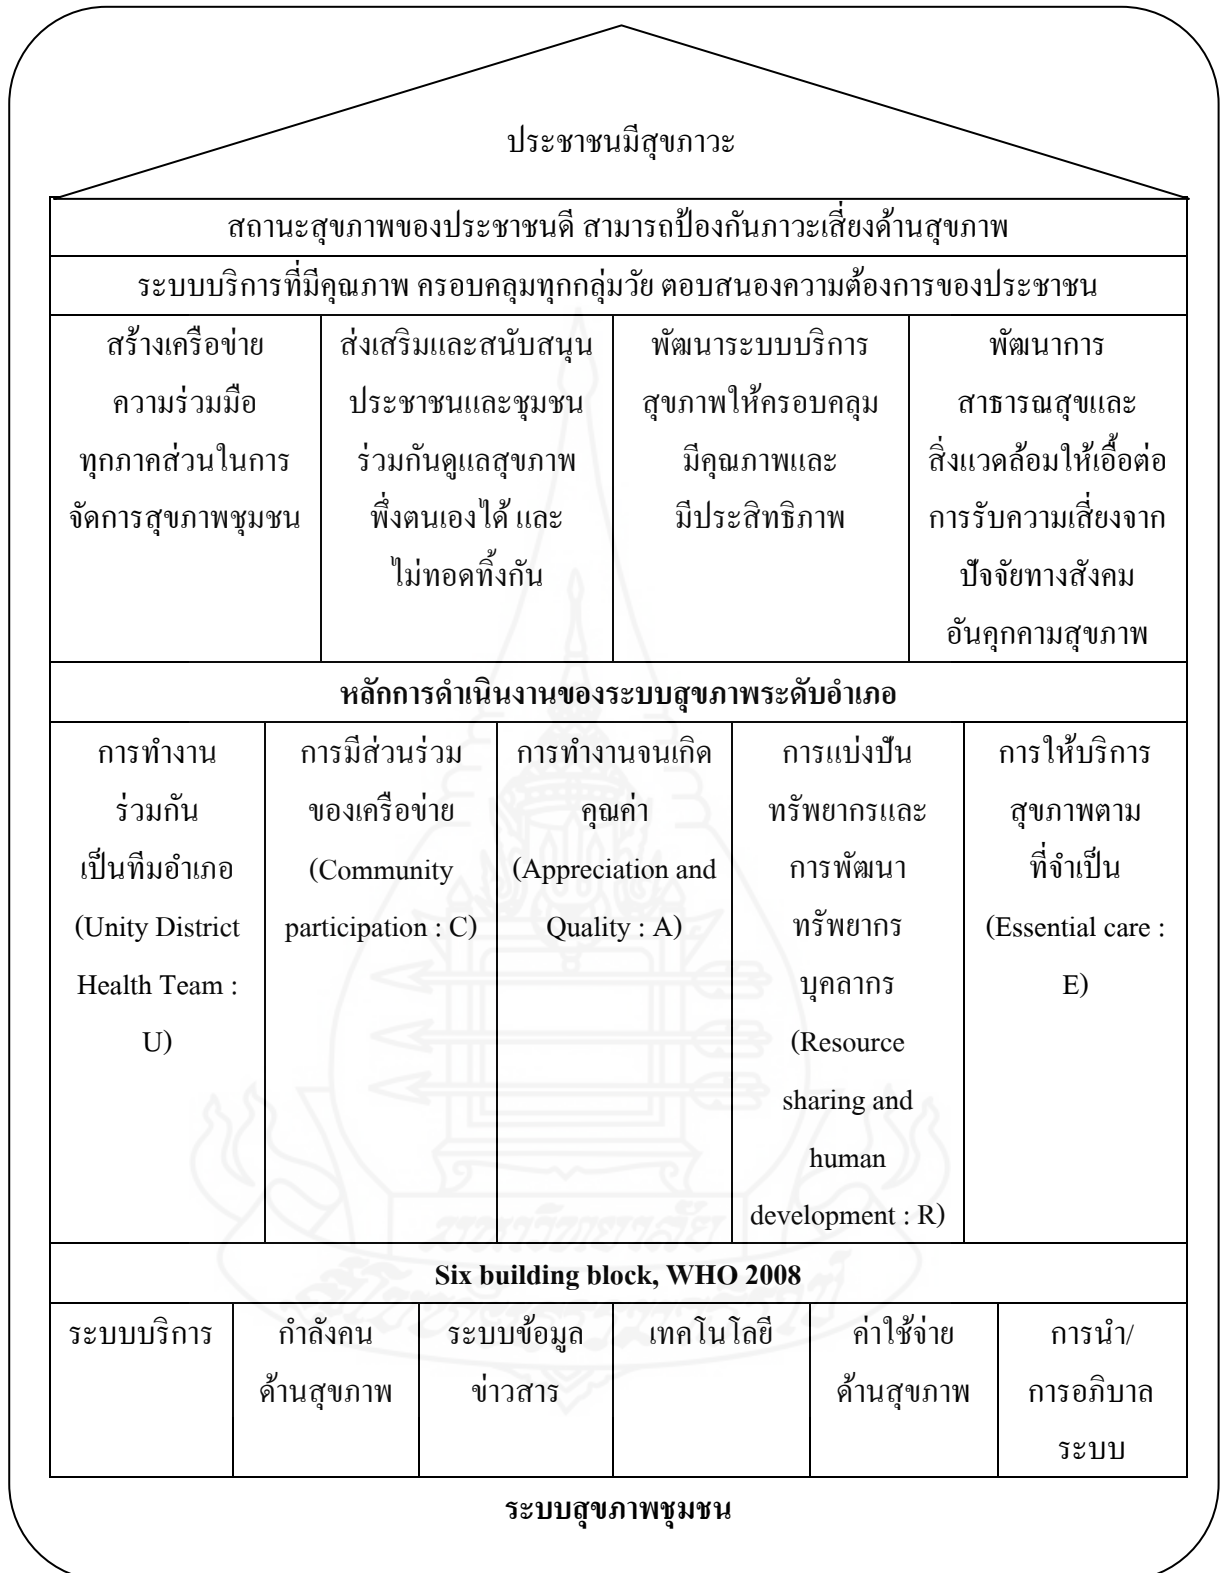 ประชาชนมีสุขภาวะ
สถานะสุขภาพของประชาชนดี สามารถป้องกันภาวะเสี่ยงด้านสุขภาพ
ระบบบริการที่มีคุณภาพ ครอบคลุมทุกกลุ่มวัย ตอบสนองความต้องการของประชาชน
สร้างเครือข่าย
ความร่วมมือ
ทุกภาคส่วนในการ
จัดการสุขภาพชุมชน
ส่งเสริมและสนับสนุน
ประชาชนและชุมชน
ร่วมกันดูแลสุขภาพ
พึ่งตนเองได้ และ
ไม่ทอดทิ้งกัน
พัฒนาระบบบริการ
สุขภาพให้ครอบคลุม
มีคุณภาพและ
มีประสิทธิภาพ
พัฒนาการ
สาธารณสุขและ
สิ่งแวดล้อมให้เอื้อต่อ
การรับความเสี่ยงจาก
ปัจจัยทางสังคม
อันคุกคามสุขภาพ
หลักการดำเนินงานของระบบสุขภาพระดับอำเภอ
การทำงาน
ร่วมกัน
เป็นทีมอำเภอ
(Unity District
Health Team :
U)
การมีส่วนร่วม
ของเครือข่าย
(Community
participation : C)
การทำงานจนเกิด
คุณค่า
(Appreciation and
Quality : A)
การแบ่งปัน
ทรัพยากรและ
การพัฒนา
ทรัพยากร
บุคลากร
(Resource
sharing and
human
development : R)
การให้บริการ
สุขภาพตาม
ที่จำเป็น
(Essential care :
E)
Six building block, WHO 2008
ระบบบริการ
กำลังคน
ด้านสุขภาพ
ระบบข้อมูล
ข่าวสาร
เทคโนโลยี
ค่าใช้จ่าย
ด้านสุขภาพ
การนำ/
การอภิบาล
ระบบ
ระบบสุขภาพชุมชน
มหาวิทยาลัย
สุโขทัยธรรมาธิราช